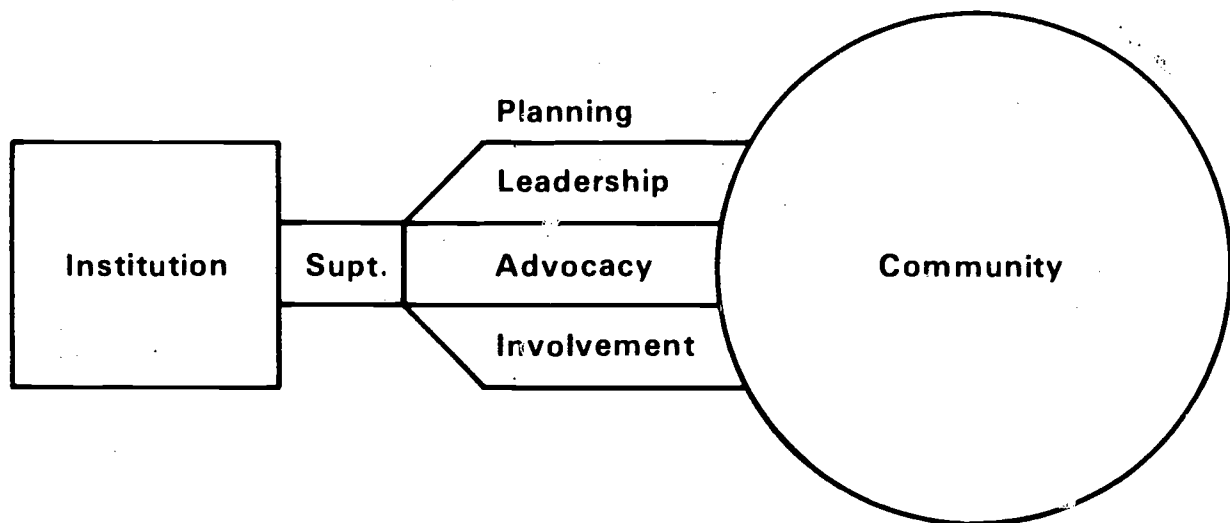 Planning
Leadership
Institution
Supt.
Advocacy
Community
Involvement